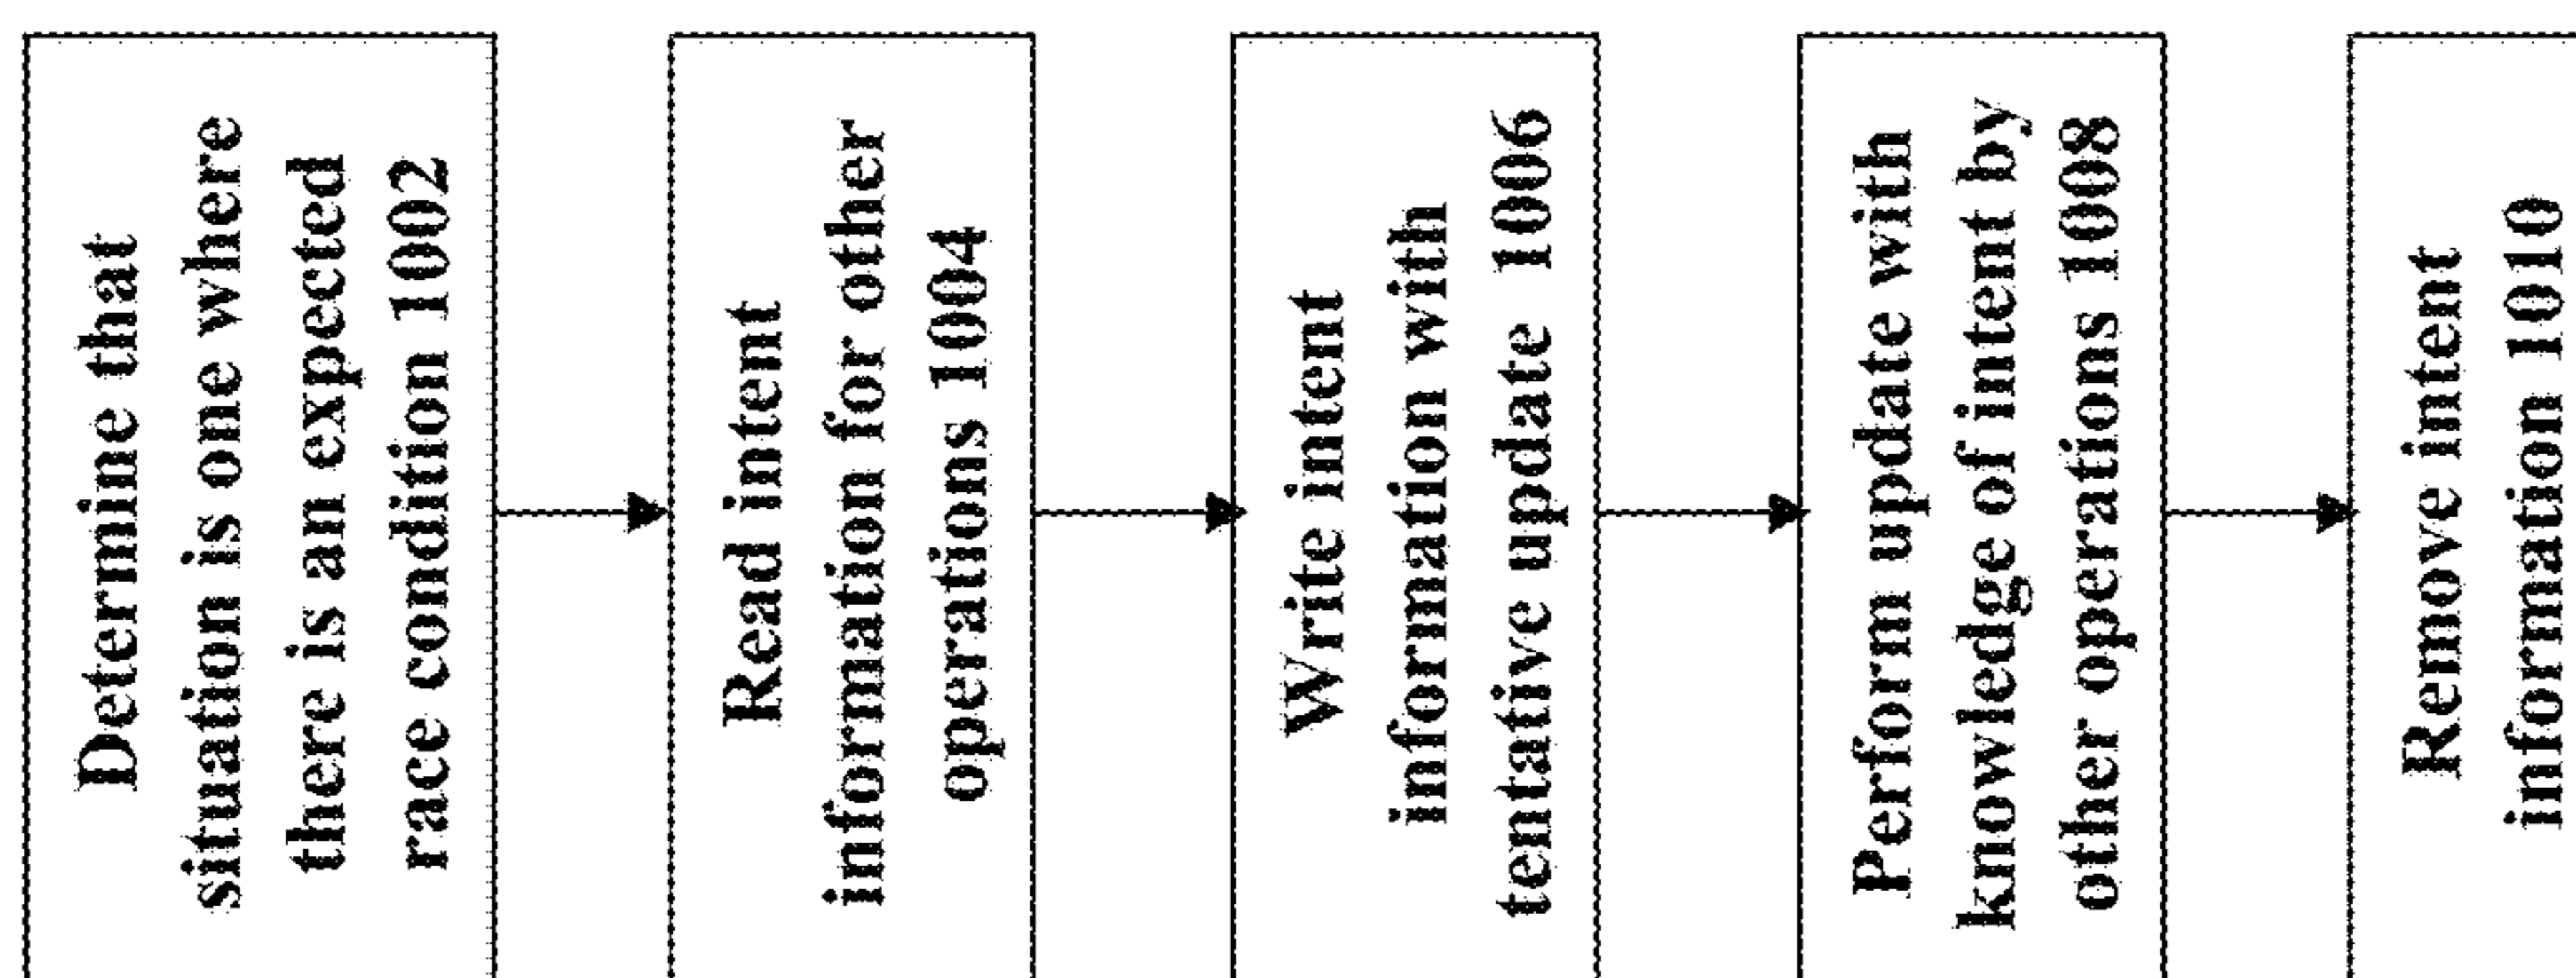 Determine that
situation is one where
there is an expected
race condition 1002
Read intent
information for other
operations 1004
Write intent
information with
tentative update 1006
Perform update with
knowledge of intent by
other operations 1008
Remove intent
information 1010